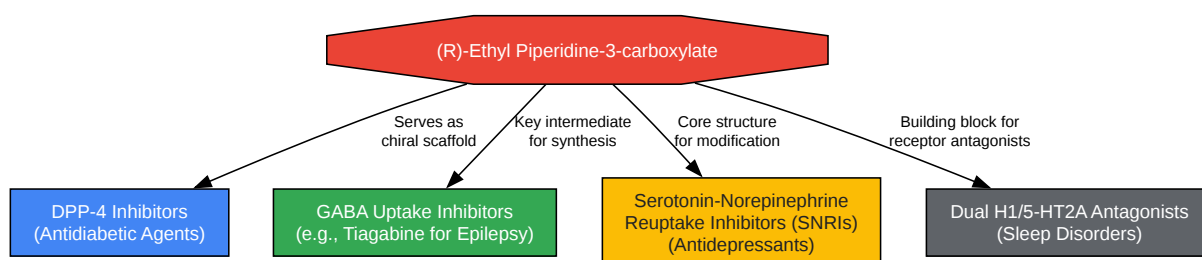 (R)-Ethyl Piperidine-3-carboxylate
Serves as
chiral scaffold
Key intermediate
for synthesis
Core structure
for modification
Building block for
receptor antagonists
DPP-4 Inhibitors
(Antidiabetic Agents)
GABA Uptake Inhibitors
(e.g., Tiagabine for Epilepsy)
Serotonin-Norepinephrine
Reuptake Inhibitors (SNRIs)
(Antidepressants)
Dual H1/5-HT2A Antagonists
(Sleep Disorders)